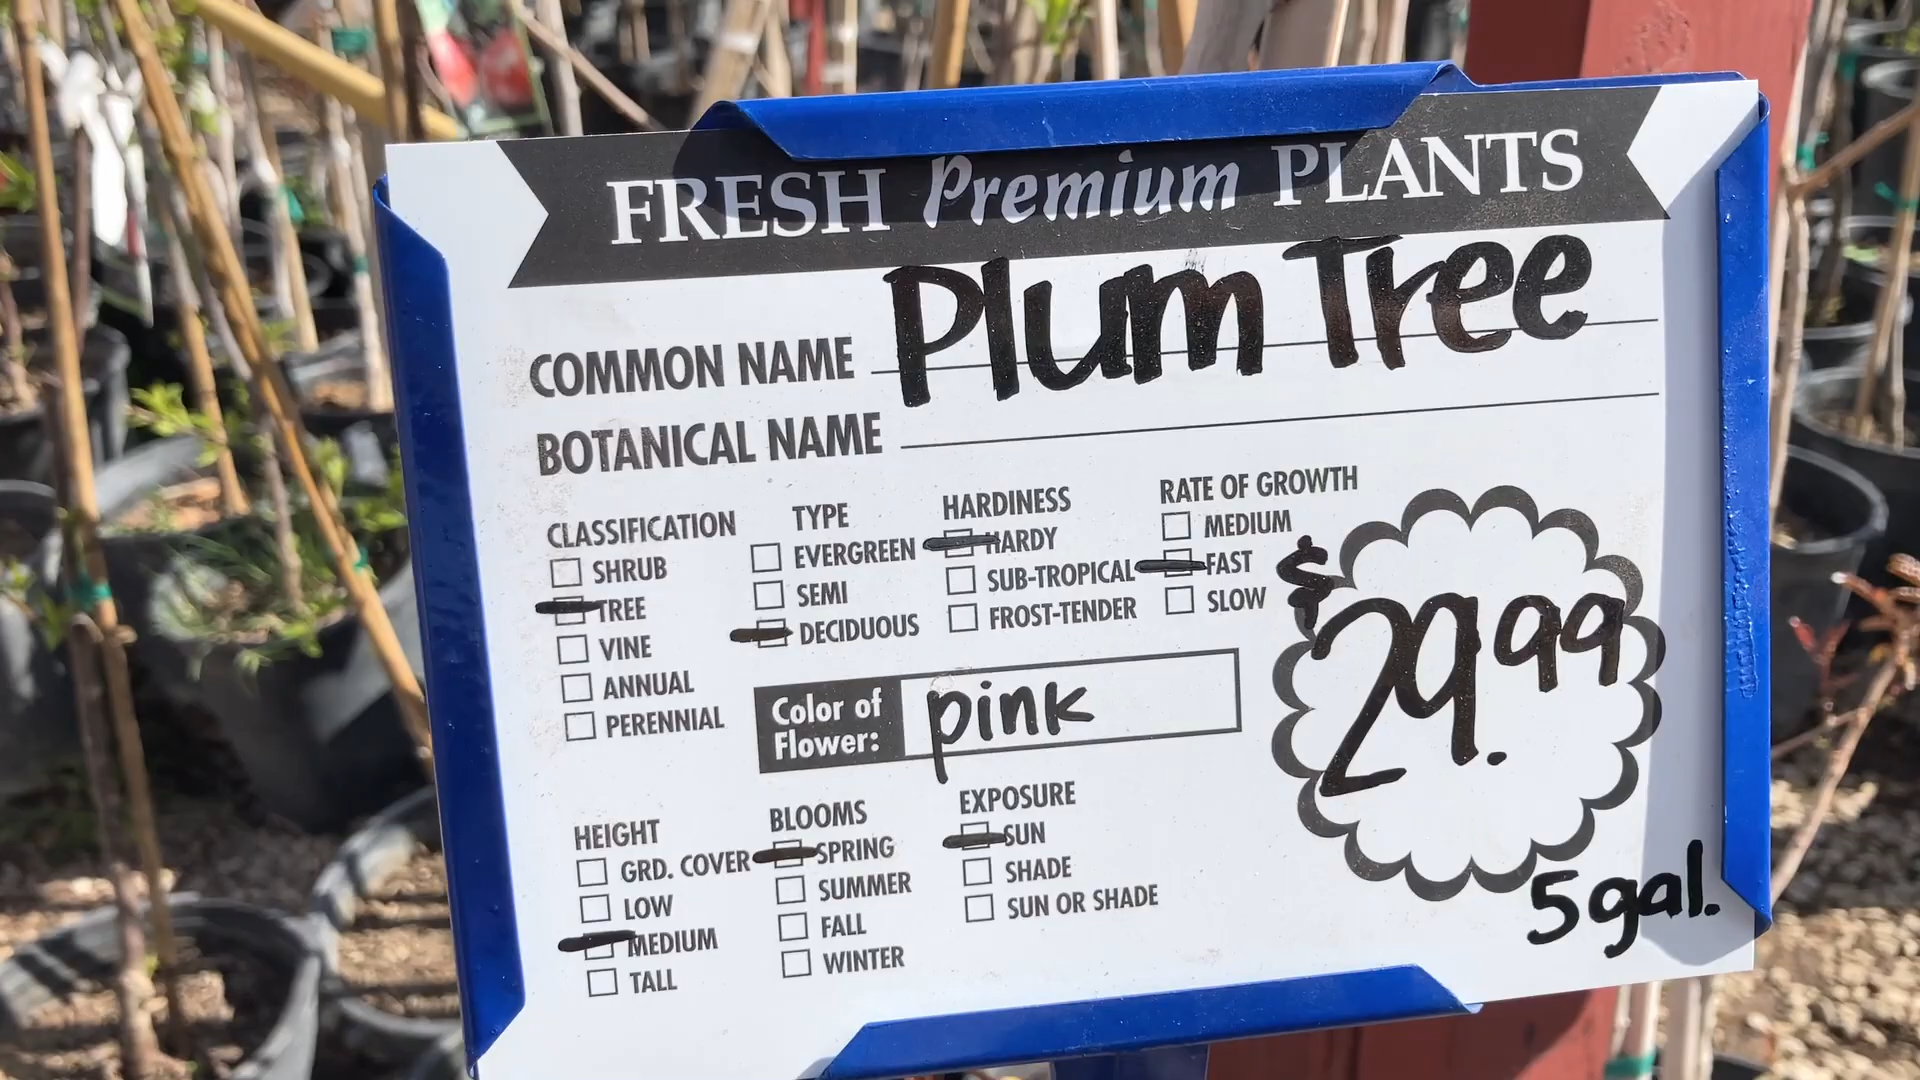 FRESH Premium PLANTS
COMMON NAME Plum Tree
BOTANICAL NAME
CLASSIFICATION
SHRUB
TREE
VINE
ANNUAL
PERENNIAL
TYPE
EVERGREEN
SEMI
DECIDUOUS
HARDINESS
HARDY
SUB-TROPICAL
FROST-TENDER
RATE OF GROWTH
MEDIUM
FAST
SLOW
$29.99
Color of
Flower: pink
HEIGHT
GRD. COVER
LOW
MEDIUM
TALL
BLOOMS
SPRING
SUMMER
FALL
WINTER
EXPOSURE
SUN
SHADE
SUN OR SHADE
5 gal.